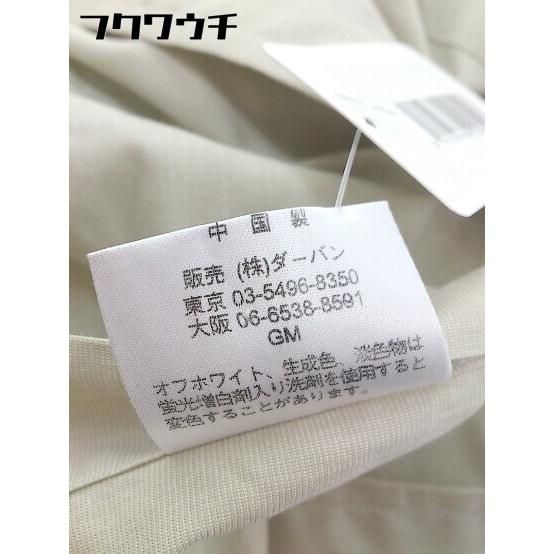 フクワウチ
中国製
販売 (株)ダーバン
東京 03-5496-8350
大阪 06-6538-8591
GM
オフホワイト、生成色、淡色物は
蛍光増白剤入り洗剤を使用すると
変色することがあります。